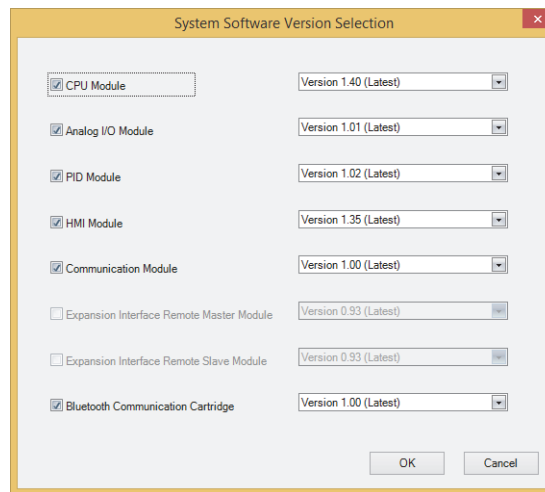 System Software Version Selection
CPU Module Version 1.40 (Latest)
Analog I/O Module Version 1.01 (Latest)
PID Module Version 1.02 (Latest)
HMI Module Version 1.35 (Latest)
Communication Module Version 1.00 (Latest)
Expansion Interface Remote Master Module Version 0.93 (Latest)
Expansion Interface Remote Slave Module Version 0.93 (Latest)
Bluetooth Communication Cartridge Version 1.00 (Latest)
OK Cancel